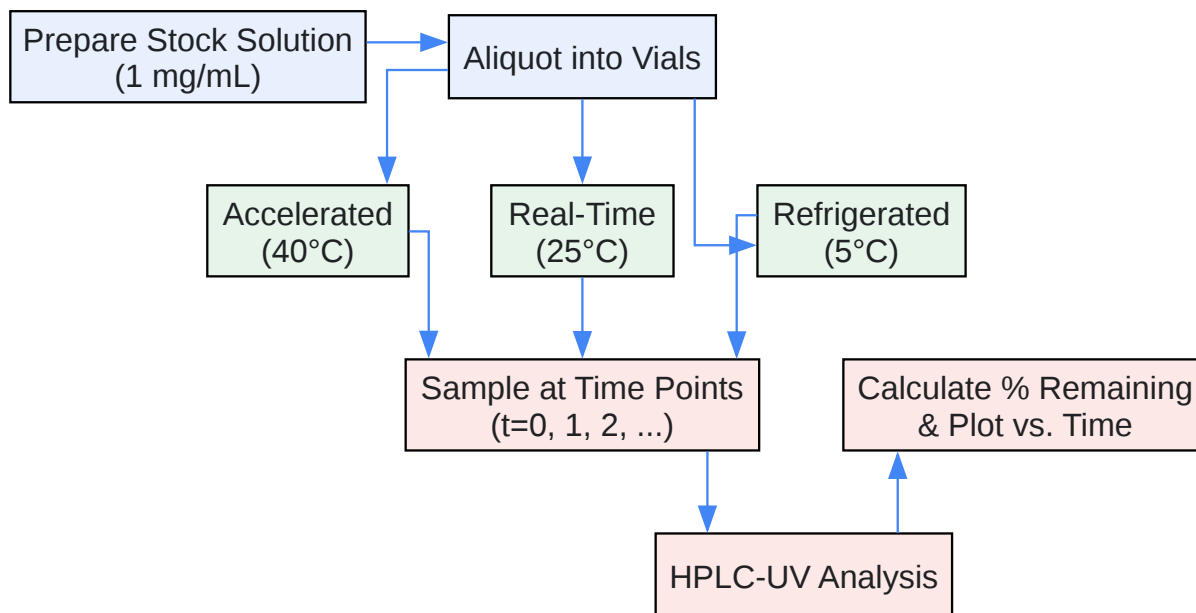 Prepare Stock Solution
(1 mg/mL)
Aliquot into Vials
Accelerated
(40°C)
Real-Time
(25°C)
Refrigerated
(5°C)
Sample at Time Points
(t=0, 1, 2, ...)
Calculate % Remaining
& Plot vs. Time
HPLC-UV Analysis